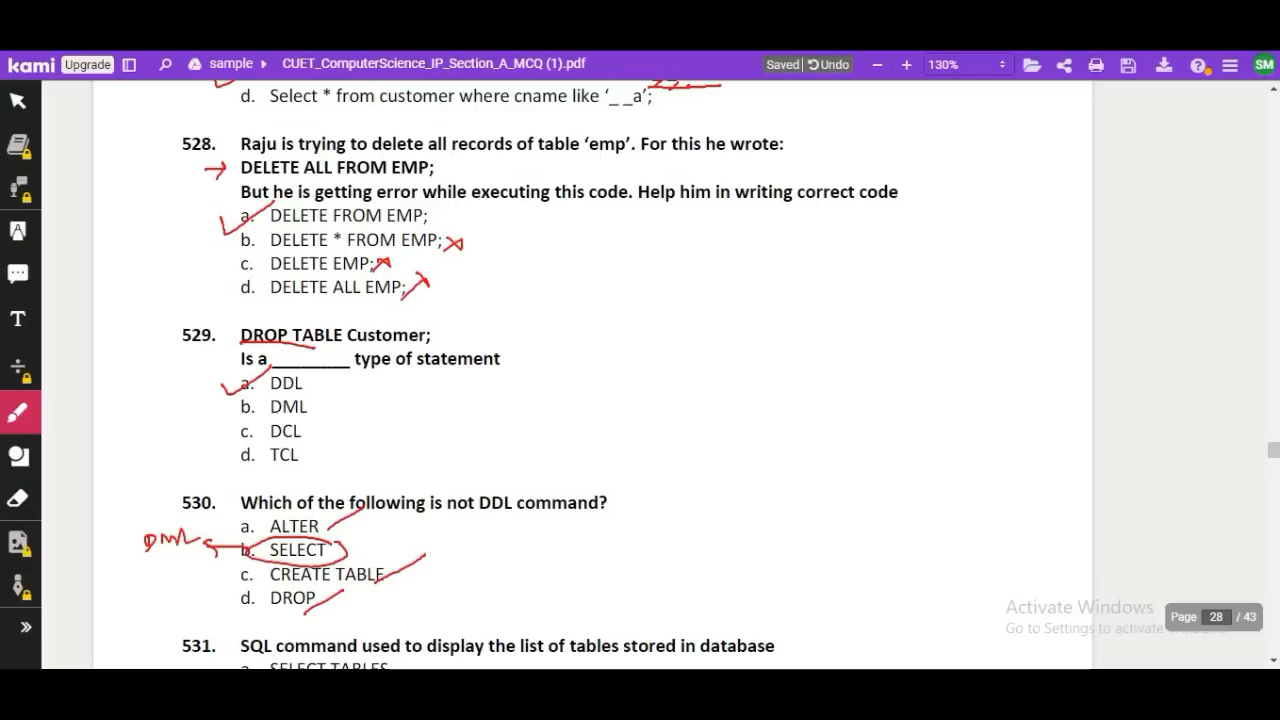 kami Upgrade sample CUET_ComputerScience_IP_Section_A_MCQ (1).pdf Saved Undo 130% SM
d. Select * from customer where cname like ‘_ _a’;
528. Raju is trying to delete all records of table ‘emp’. For this he wrote:
DELETE ALL FROM EMP;
But he is getting error while executing this code. Help him in writing correct code
a. DELETE FROM EMP;
b. DELETE * FROM EMP;
c. DELETE EMP;
d. DELETE ALL EMP;
529. DROP TABLE Customer;
Is a ________ type of statement
a. DDL
b. DML
c. DCL
d. TCL
530. Which of the following is not DDL command?
a. ALTER
DML b. SELECT
c. CREATE TABLE
d. DROP
Activate Windows
Page 28 / 43
Go to Settings to activate Windows.
531. SQL command used to display the list of tables stored in database
a. SELECT TABLES